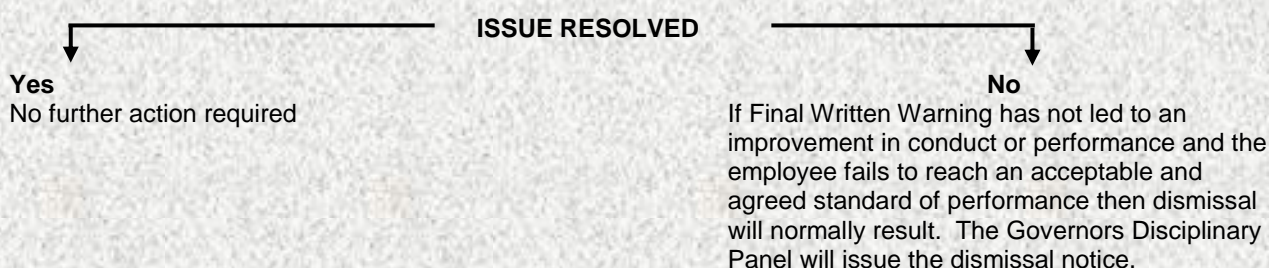 ISSUE RESOLVED
Yes
No further action required
No
If Final Written Warning has not led to an
improvement in conduct or performance and the
employee fails to reach an acceptable and
agreed standard of performance then dismissal
will normally result. The Governors Disciplinary
Panel will issue the dismissal notice.